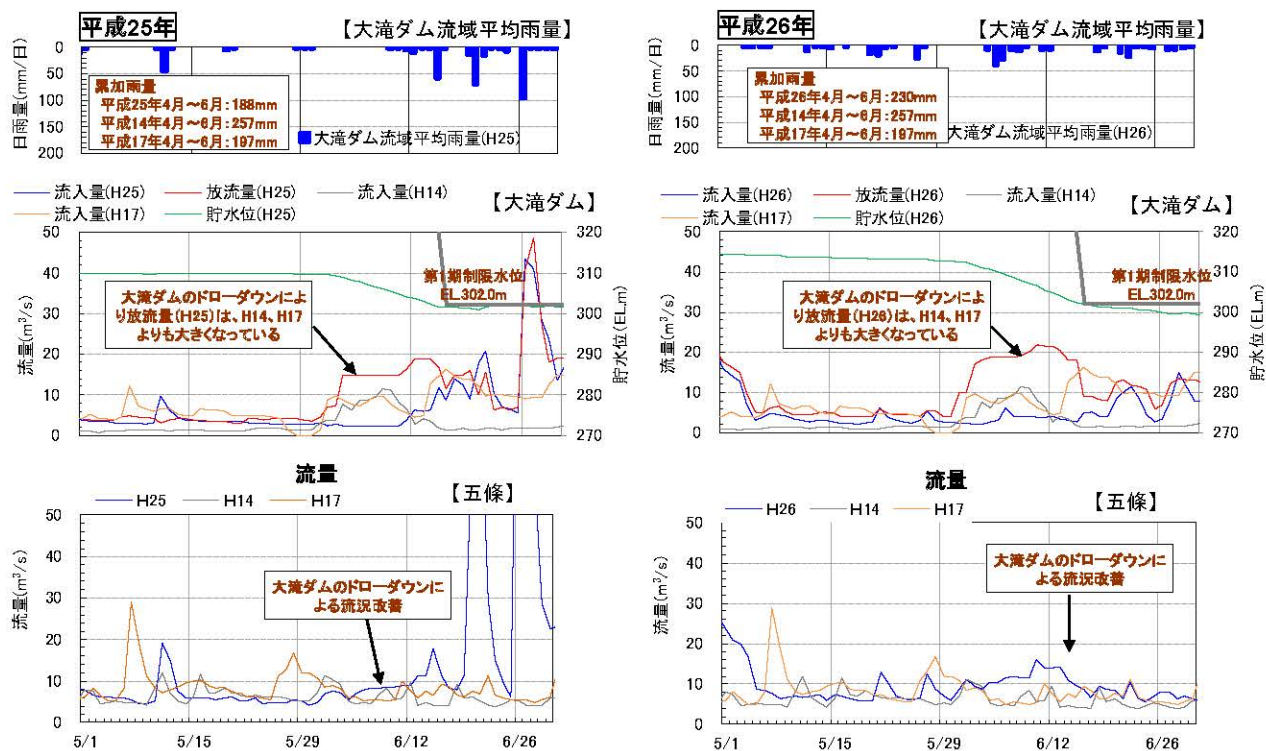 平成25年
【大滝ダム流域平均雨量】
日雨量(mm/日)
0
50
100
150
200
累加雨量
平成25年4月～6月:188mm
平成14年4月～6月:257mm
平成17年4月～6月:197mm
大滝ダム流域平均雨量(H25)
流入量(H25)
放流量(H25)
流入量(H14)
流入量(H17)
貯水位(H25)
【大滝ダム】
流量(m³/s)
50
40
30
20
10
0
320
310
300
290
280
270
貯水位(EL.m)
第1期制限水位
EL.302.0m
大滝ダムのドローダウンによ
り放流量(H25)は、H14、H17
よりも大きくなっている
流量
H25
H14
H17
【五條】
流量(m³/s)
50
40
30
20
10
0
大滝ダムのドローダウンに
よる流況改善
5/1
5/15
5/29
6/12
6/26
平成26年
【大滝ダム流域平均雨量】
日雨量(mm/日)
0
50
100
150
200
累加雨量
平成26年4月～6月:230mm
平成14年4月～6月:257mm
平成17年4月～6月:197mm
大滝ダム流域平均雨量(H26)
流入量(H26)
放流量(H26)
流入量(H14)
流入量(H17)
貯水位(H26)
【大滝ダム】
流量(m³/s)
50
40
30
20
10
0
320
310
300
290
280
270
貯水位(EL.m)
第1期制限水位
EL.302.0m
大滝ダムのドローダウンによ
り放流量(H26)は、H14、H17
よりも大きくなっている
流量
H26
H14
H17
【五條】
流量(m³/s)
50
40
30
20
10
0
大滝ダムのドローダウンに
よる流況改善
5/1
5/15
5/29
6/12
6/26